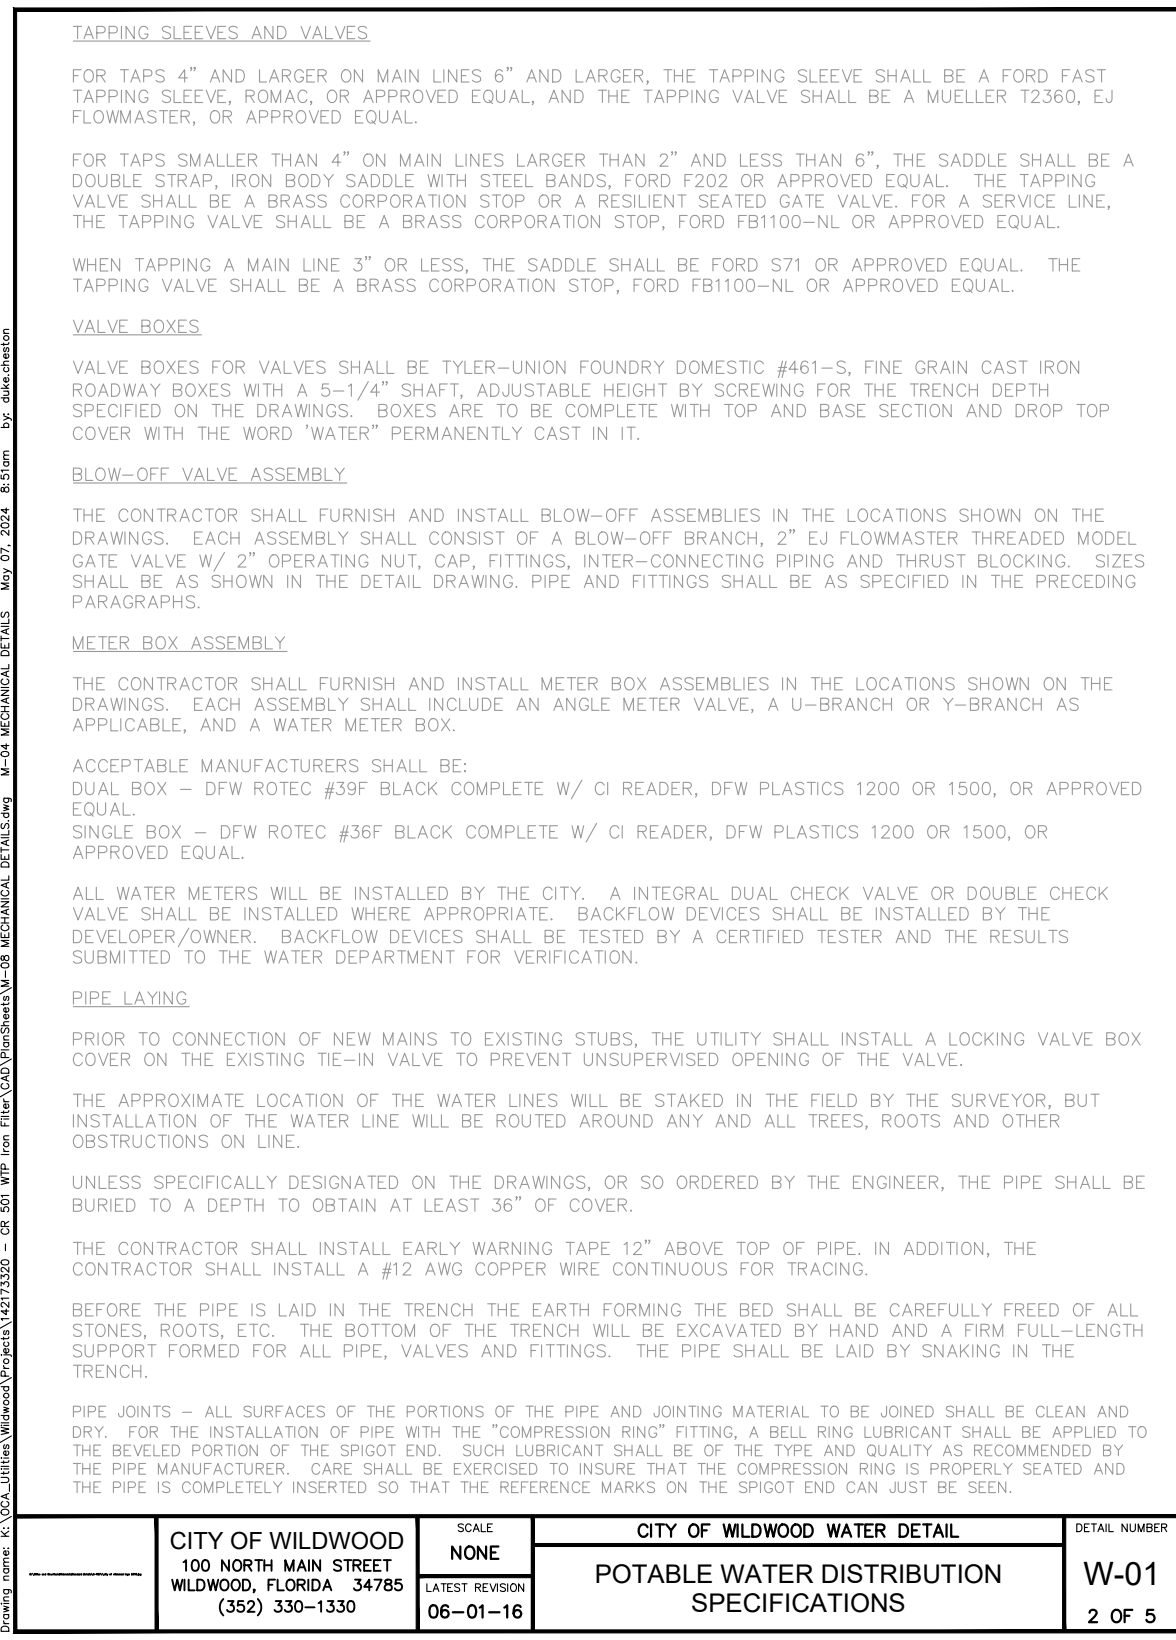 TAPPING SLEEVES AND VALVES
FOR TAPS 4" AND LARGER ON MAIN LINES 6" AND LARGER, THE TAPPING SLEEVE SHALL BE A FORD FAST
TAPPING SLEEVE, ROMAC, OR APPROVED EQUAL, AND THE TAPPING VALVE SHALL BE A MUELLER T2360, EJ
FLOWMASTER, OR APPROVED EQUAL.
FOR TAPS SMALLER THAN 4" ON MAIN LINES LARGER THAN 2" AND LESS THAN 6", THE SADDLE SHALL BE A
DOUBLE STRAP, IRON BODY SADDLE WITH STEEL BANDS, FORD F202 OR APPROVED EQUAL.  THE TAPPING
VALVE SHALL BE A BRASS CORPORATION STOP OR A RESILIENT SEATED GATE VALVE. FOR A SERVICE LINE,
THE TAPPING VALVE SHALL BE A BRASS CORPORATION STOP, FORD FB1100-NL OR APPROVED EQUAL.
WHEN TAPPING A MAIN LINE 3" OR LESS, THE SADDLE SHALL BE FORD S71 OR APPROVED EQUAL.  THE
TAPPING VALVE SHALL BE A BRASS CORPORATION STOP, FORD FB1100-NL OR APPROVED EQUAL.
VALVE BOXES
VALVE BOXES FOR VALVES SHALL BE TYLER-UNION FOUNDRY DOMESTIC #461-S, FINE GRAIN CAST IRON
ROADWAY BOXES WITH A 5-1/4" SHAFT, ADJUSTABLE HEIGHT BY SCREWING FOR THE TRENCH DEPTH
SPECIFIED ON THE DRAWINGS.  BOXES ARE TO BE COMPLETE WITH TOP AND BASE SECTION AND DROP TOP
COVER WITH THE WORD 'WATER" PERMANENTLY CAST IN IT.
BLOW-OFF VALVE ASSEMBLY
THE CONTRACTOR SHALL FURNISH AND INSTALL BLOW-OFF ASSEMBLIES IN THE LOCATIONS SHOWN ON THE
DRAWINGS.  EACH ASSEMBLY SHALL CONSIST OF A BLOW-OFF BRANCH, 2" EJ FLOWMASTER THREADED MODEL
GATE VALVE W/ 2" OPERATING NUT, CAP, FITTINGS, INTER-CONNECTING PIPING AND THRUST BLOCKING.  SIZES
SHALL BE AS SHOWN IN THE DETAIL DRAWING. PIPE AND FITTINGS SHALL BE AS SPECIFIED IN THE PRECEDING
PARAGRAPHS.
METER BOX ASSEMBLY
THE CONTRACTOR SHALL FURNISH AND INSTALL METER BOX ASSEMBLIES IN THE LOCATIONS SHOWN ON THE
DRAWINGS.  EACH ASSEMBLY SHALL INCLUDE AN ANGLE METER VALVE, A U-BRANCH OR Y-BRANCH AS
APPLICABLE, AND A WATER METER BOX.
ACCEPTABLE MANUFACTURERS SHALL BE:
DUAL BOX - DFW ROTEC #39F BLACK COMPLETE W/ CI READER, DFW PLASTICS 1200 OR 1500, OR APPROVED
EQUAL.
SINGLE BOX - DFW ROTEC #36F BLACK COMPLETE W/ CI READER, DFW PLASTICS 1200 OR 1500, OR
APPROVED EQUAL.
ALL WATER METERS WILL BE INSTALLED BY THE CITY.  A INTEGRAL DUAL CHECK VALVE OR DOUBLE CHECK
VALVE SHALL BE INSTALLED WHERE APPROPRIATE.  BACKFLOW DEVICES SHALL BE INSTALLED BY THE
DEVELOPER/OWNER.  BACKFLOW DEVICES SHALL BE TESTED BY A CERTIFIED TESTER AND THE RESULTS
SUBMITTED TO THE WATER DEPARTMENT FOR VERIFICATION.
PIPE LAYING
PRIOR TO CONNECTION OF NEW MAINS TO EXISTING STUBS, THE UTILITY SHALL INSTALL A LOCKING VALVE BOX
COVER ON THE EXISTING TIE-IN VALVE TO PREVENT UNSUPERVISED OPENING OF THE VALVE.
THE APPROXIMATE LOCATION OF THE WATER LINES WILL BE STAKED IN THE FIELD BY THE SURVEYOR, BUT
INSTALLATION OF THE WATER LINE WILL BE ROUTED AROUND ANY AND ALL TREES, ROOTS AND OTHER
OBSTRUCTIONS ON LINE.
UNLESS SPECIFICALLY DESIGNATED ON THE DRAWINGS, OR SO ORDERED BY THE ENGINEER, THE PIPE SHALL BE
BURIED TO A DEPTH TO OBTAIN AT LEAST 36" OF COVER.
THE CONTRACTOR SHALL INSTALL EARLY WARNING TAPE 12" ABOVE TOP OF PIPE. IN ADDITION, THE
CONTRACTOR SHALL INSTALL A #12 AWG COPPER WIRE CONTINUOUS FOR TRACING.
BEFORE THE PIPE IS LAID IN THE TRENCH THE EARTH FORMING THE BED SHALL BE CAREFULLY FREED OF ALL
STONES, ROOTS, ETC.  THE BOTTOM OF THE TRENCH WILL BE EXCAVATED BY HAND AND A FIRM FULL-LENGTH
SUPPORT FORMED FOR ALL PIPE, VALVES AND FITTINGS.  THE PIPE SHALL BE LAID BY SNAKING IN THE
TRENCH.
PIPE JOINTS - ALL SURFACES OF THE PORTIONS OF THE PIPE AND JOINTING MATERIAL TO BE JOINED SHALL BE CLEAN AND
DRY.  FOR THE INSTALLATION OF PIPE WITH THE "COMPRESSION RING" FITTING, A BELL RING LUBRICANT SHALL BE APPLIED TO
THE BEVELED PORTION OF THE SPIGOT END.  SUCH LUBRICANT SHALL BE OF THE TYPE AND QUALITY AS RECOMMENDED BY
THE PIPE MANUFACTURER.  CARE SHALL BE EXERCISED TO INSURE THAT THE COMPRESSION RING IS PROPERLY SEATED AND
THE PIPE IS COMPLETELY INSERTED SO THAT THE REFERENCE MARKS ON THE SPIGOT END CAN JUST BE SEEN.
CITY OF WILDWOOD
100 NORTH MAIN STREET
WILDWOOD, FLORIDA  34785
(352) 330-1330
SCALE
NONE
LATEST REVISION
06-01-16
CITY OF WILDWOOD WATER DETAIL
POTABLE WATER DISTRIBUTION
SPECIFICATIONS
DETAIL NUMBER
W-01
2 OF 5
Drawing name: K:\OCA_Utilities\Wildwood\Projects\142173320 - CR 501 WTP Iron Filter\CAD\PlanSheets\M-08 MECHANICAL DETAILS.dwg   M-04 MECHANICAL DETAILS   May 07, 2024  8:51am   by: duke.cheston